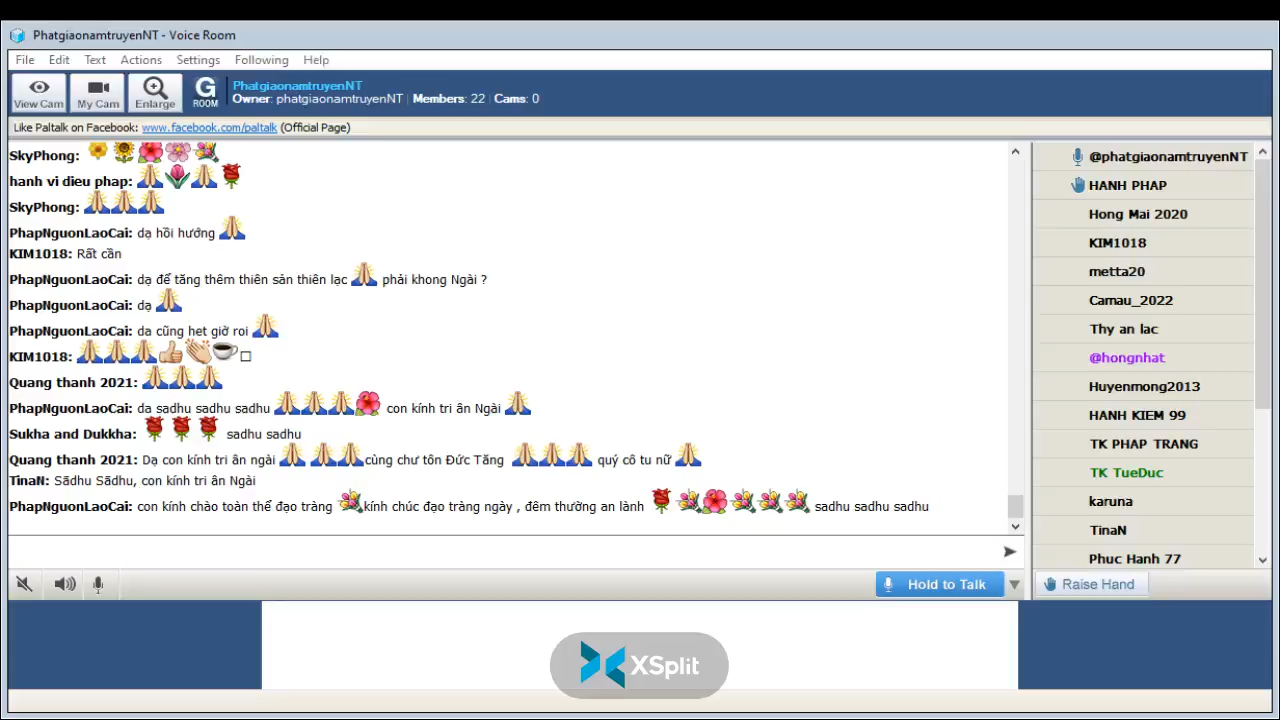 PhatgiaonamtruyenNT - Voice Room
File Edit Text Actions Settings Following Help
View Cam My Cam Enlarge G ROOM
PhatgiaonamtruyenNT
Owner: phatgiaonamtruyenNT | Members: 22 | Cams: 0
Like Paltalk on Facebook: www.facebook.com/paltalk (Official Page)
SkyPhong:
hanh vi dieu phap:
SkyPhong:
PhapNguonLaoCai: dạ hồi hướng
KIM1018: Rất cần
PhapNguonLaoCai: dạ để tăng thêm thiên sản thiên lạc phải khong Ngài ?
PhapNguonLaoCai: dạ
PhapNguonLaoCai: da cũng het giờ roi
KIM1018:
Quang thanh 2021:
PhapNguonLaoCai: da sadhu sadhu sadhu con kính tri ân Ngài
Sukha and Dukkha: sadhu sadhu
Quang thanh 2021: Dạ con kính tri ân ngài cùng chư tôn Đức Tăng quý cô tu nữ
TinaN: Sādhu Sādhu, con kính tri ân Ngài
PhapNguonLaoCai: con kính chào toàn thể đạo tràng kính chúc đạo tràng ngày , đêm thường an lành sadhu sadhu sadhu
@phatgiaonamtruyenNT
HANH PHAP
Hong Mai 2020
KIM1018
metta20
Camau_2022
Thy an lac
@hongnhat
Huyenmong2013
HANH KIEM 99
TK PHAP TRANG
TK TueDuc
karuna
TinaN
Phuc Hanh 77
Hold to Talk
Raise Hand
XSplit